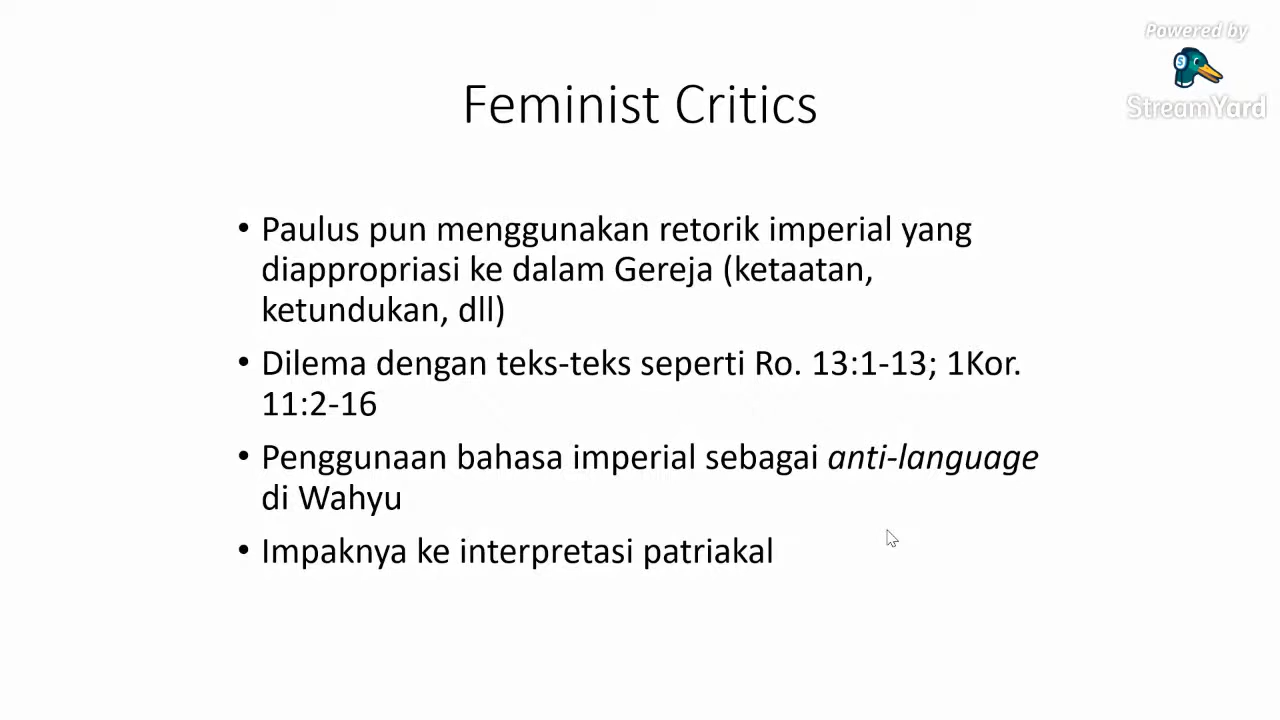 Powered by
StreamYard
Feminist Critics
• Paulus pun menggunakan retorik imperial yang
diappropriasi ke dalam Gereja (ketaatan,
ketundukan, dll)
• Dilema dengan teks-teks seperti Ro. 13:1-13; 1Kor.
11:2-16
• Penggunaan bahasa imperial sebagai anti-language
di Wahyu
• Impaknya ke interpretasi patriakal